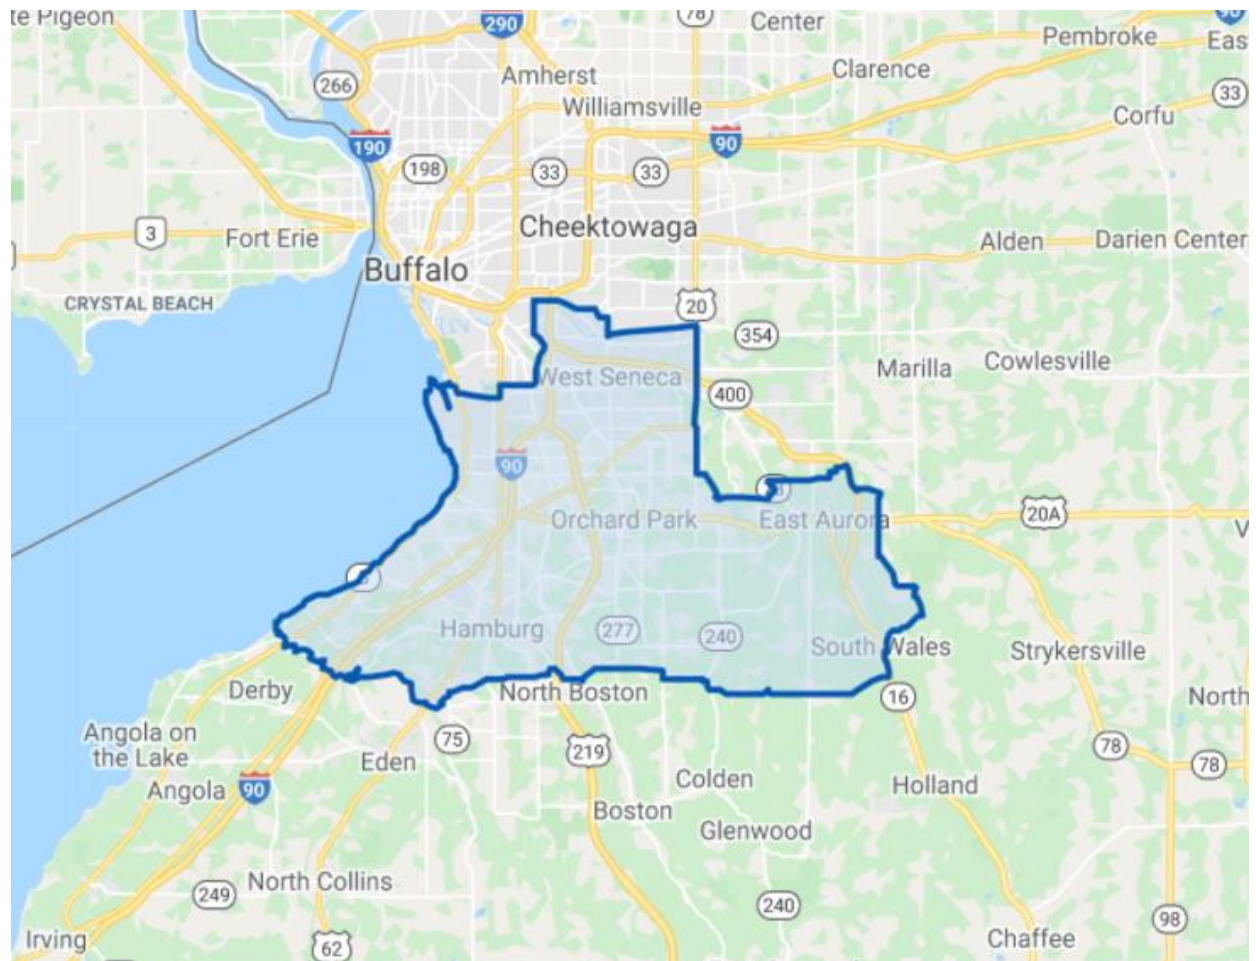 te Pigeon
290
78
Center
90
Pembroke
Eas
Amherst
Clarence
266
Williamsville
33
Corfu
190
90
198
33
33
3
Fort Erie
Cheektowaga
Alden
Darien Center
Buffalo
CRYSTAL BEACH
20
354
Marilla
Cowlesville
West Seneca
400
90
Orchard Park
East Aurora
20A
V
Hamburg
277
240
South Wales
Strykersville
Derby
North Boston
16
North
Angola on
the Lake
75
219
78
78
Eden
Angola
90
Colden
Holland
Boston
Glenwood
North Collins
249
240
98
Irving
62
Chaffee